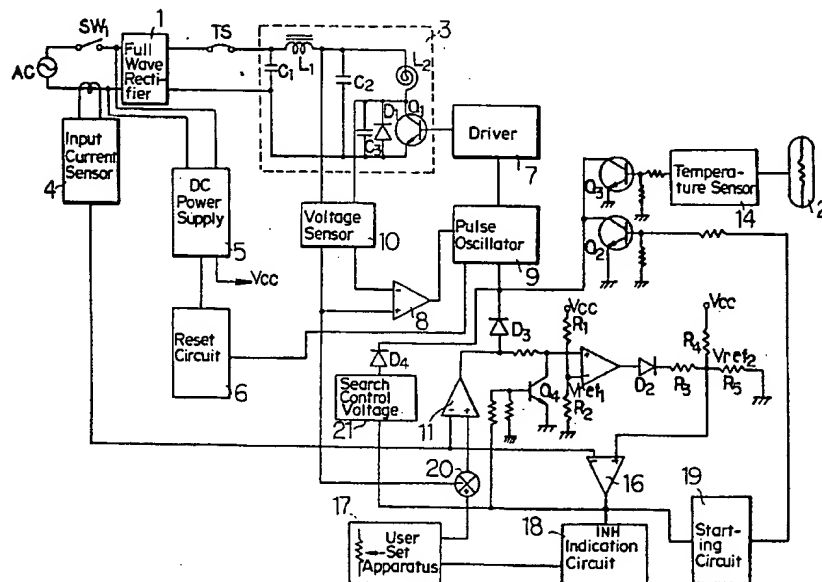 1
SW1
TS
3
AC
Full
Wave
Recti-
fier
C1
L1
C2
L2
D1
Q1
C3
Input
Current
Sensor
4
DC
Power
Supply
5
Vcc
Driver
7
Voltage
Sensor
10
Pulse
Oscillator
9
Q3
Tempera-
ture Sensor
14
2
Q2
Reset
Circuit
6
8
D3
D4
Search
Control
Voltage
21
11
Vcc
R1
Vref1
R2
Q4
D2
R3
Vcc
R4
Vref2
R5
20
16
17
User
Set
Apparatus
18
INH
Indication
Circuit
19
Start-
ing
Circuit